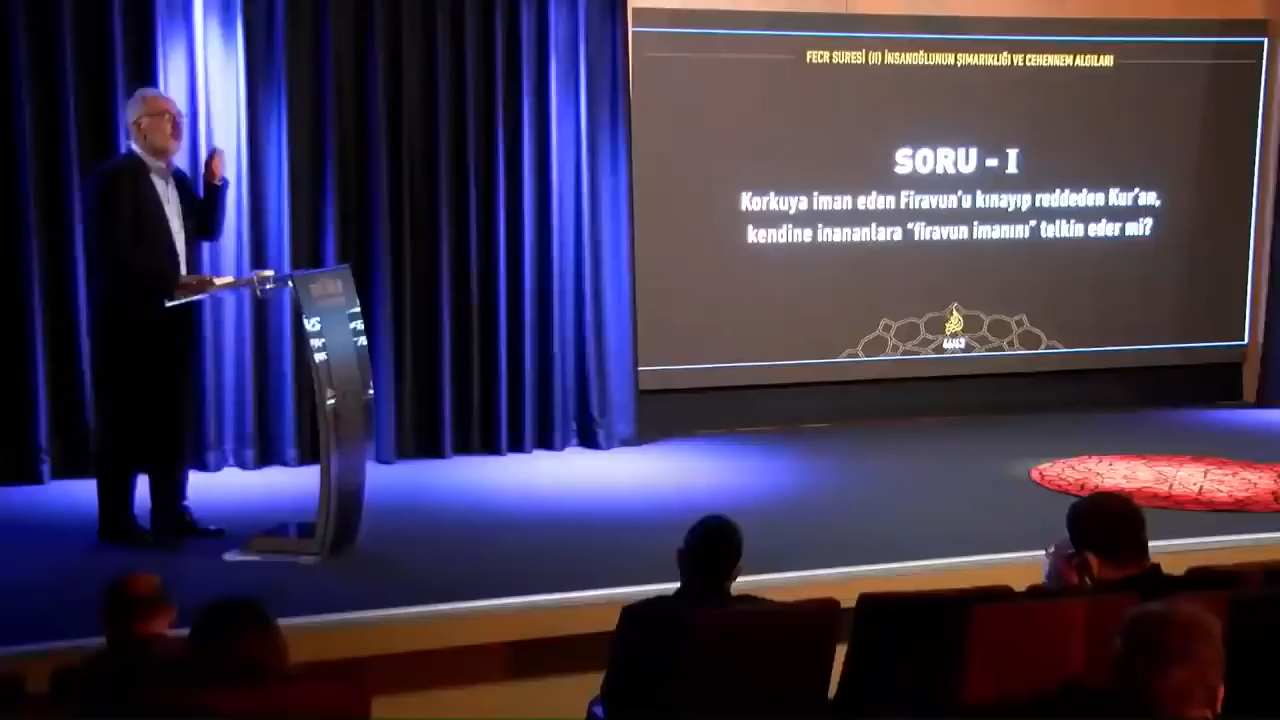 FECR SURESİ (II) İNSANOĞLUNUN ŞIMARIKLIĞI VE CEHENNEM ALGILARI
SORU - I
Korkuya iman eden Firavun'u kınayıp reddeden Kur'an,
kendine inananlara "firavun imanını" telkin eder mi?